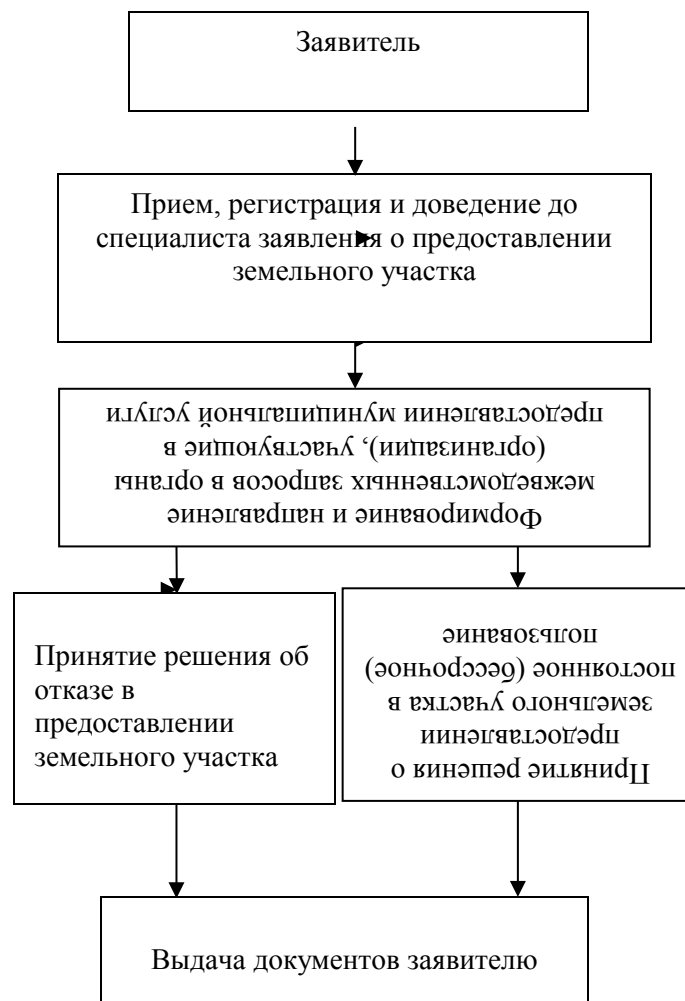 Заявитель
Прием, регистрация и доведение до
специалиста заявления о предоставлении
земельного участка
Формирование и направление
межведомственных запросов в органы
(организации), участвующие в
предоставлении муниципальной услуги
Принятие решения об
отказе в
предоставлении
земельного участка
Принятие решения о
предоставлении
земельного участка в
постоянное (бессрочное)
пользование
Выдача документов заявителю